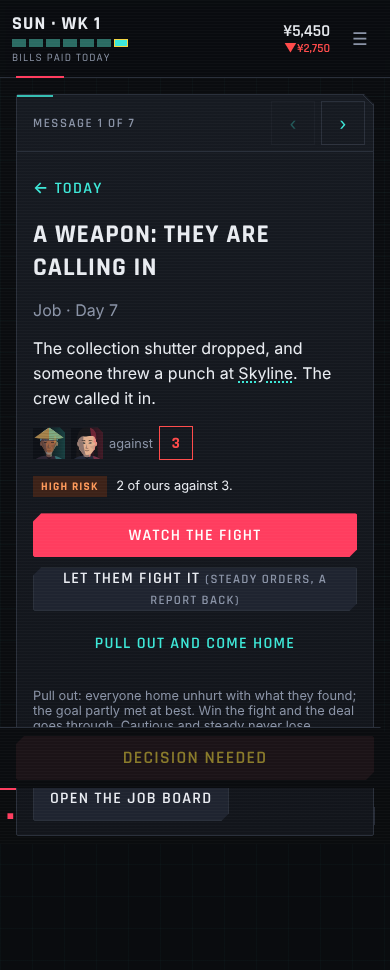 SUN · WK 1
BILLS PAID TODAY
¥5,450
▼¥2,750
☰
MESSAGE 1 OF 7
‹ ›
← TODAY
A WEAPON: THEY ARE
CALLING IN
Job · Day 7
The collection shutter dropped, and
someone threw a punch at Skyline. The
crew called it in.
against 3
HIGH RISK 2 of ours against 3.
WATCH THE FIGHT
LET THEM FIGHT IT (STEADY ORDERS, A
REPORT BACK)
PULL OUT AND COME HOME
Pull out: everyone home unhurt with what they found;
the goal partly met at best. Win the fight and the deal
goes through. Cautious and steady never lose
DECISION NEEDED
OPEN THE JOB BOARD